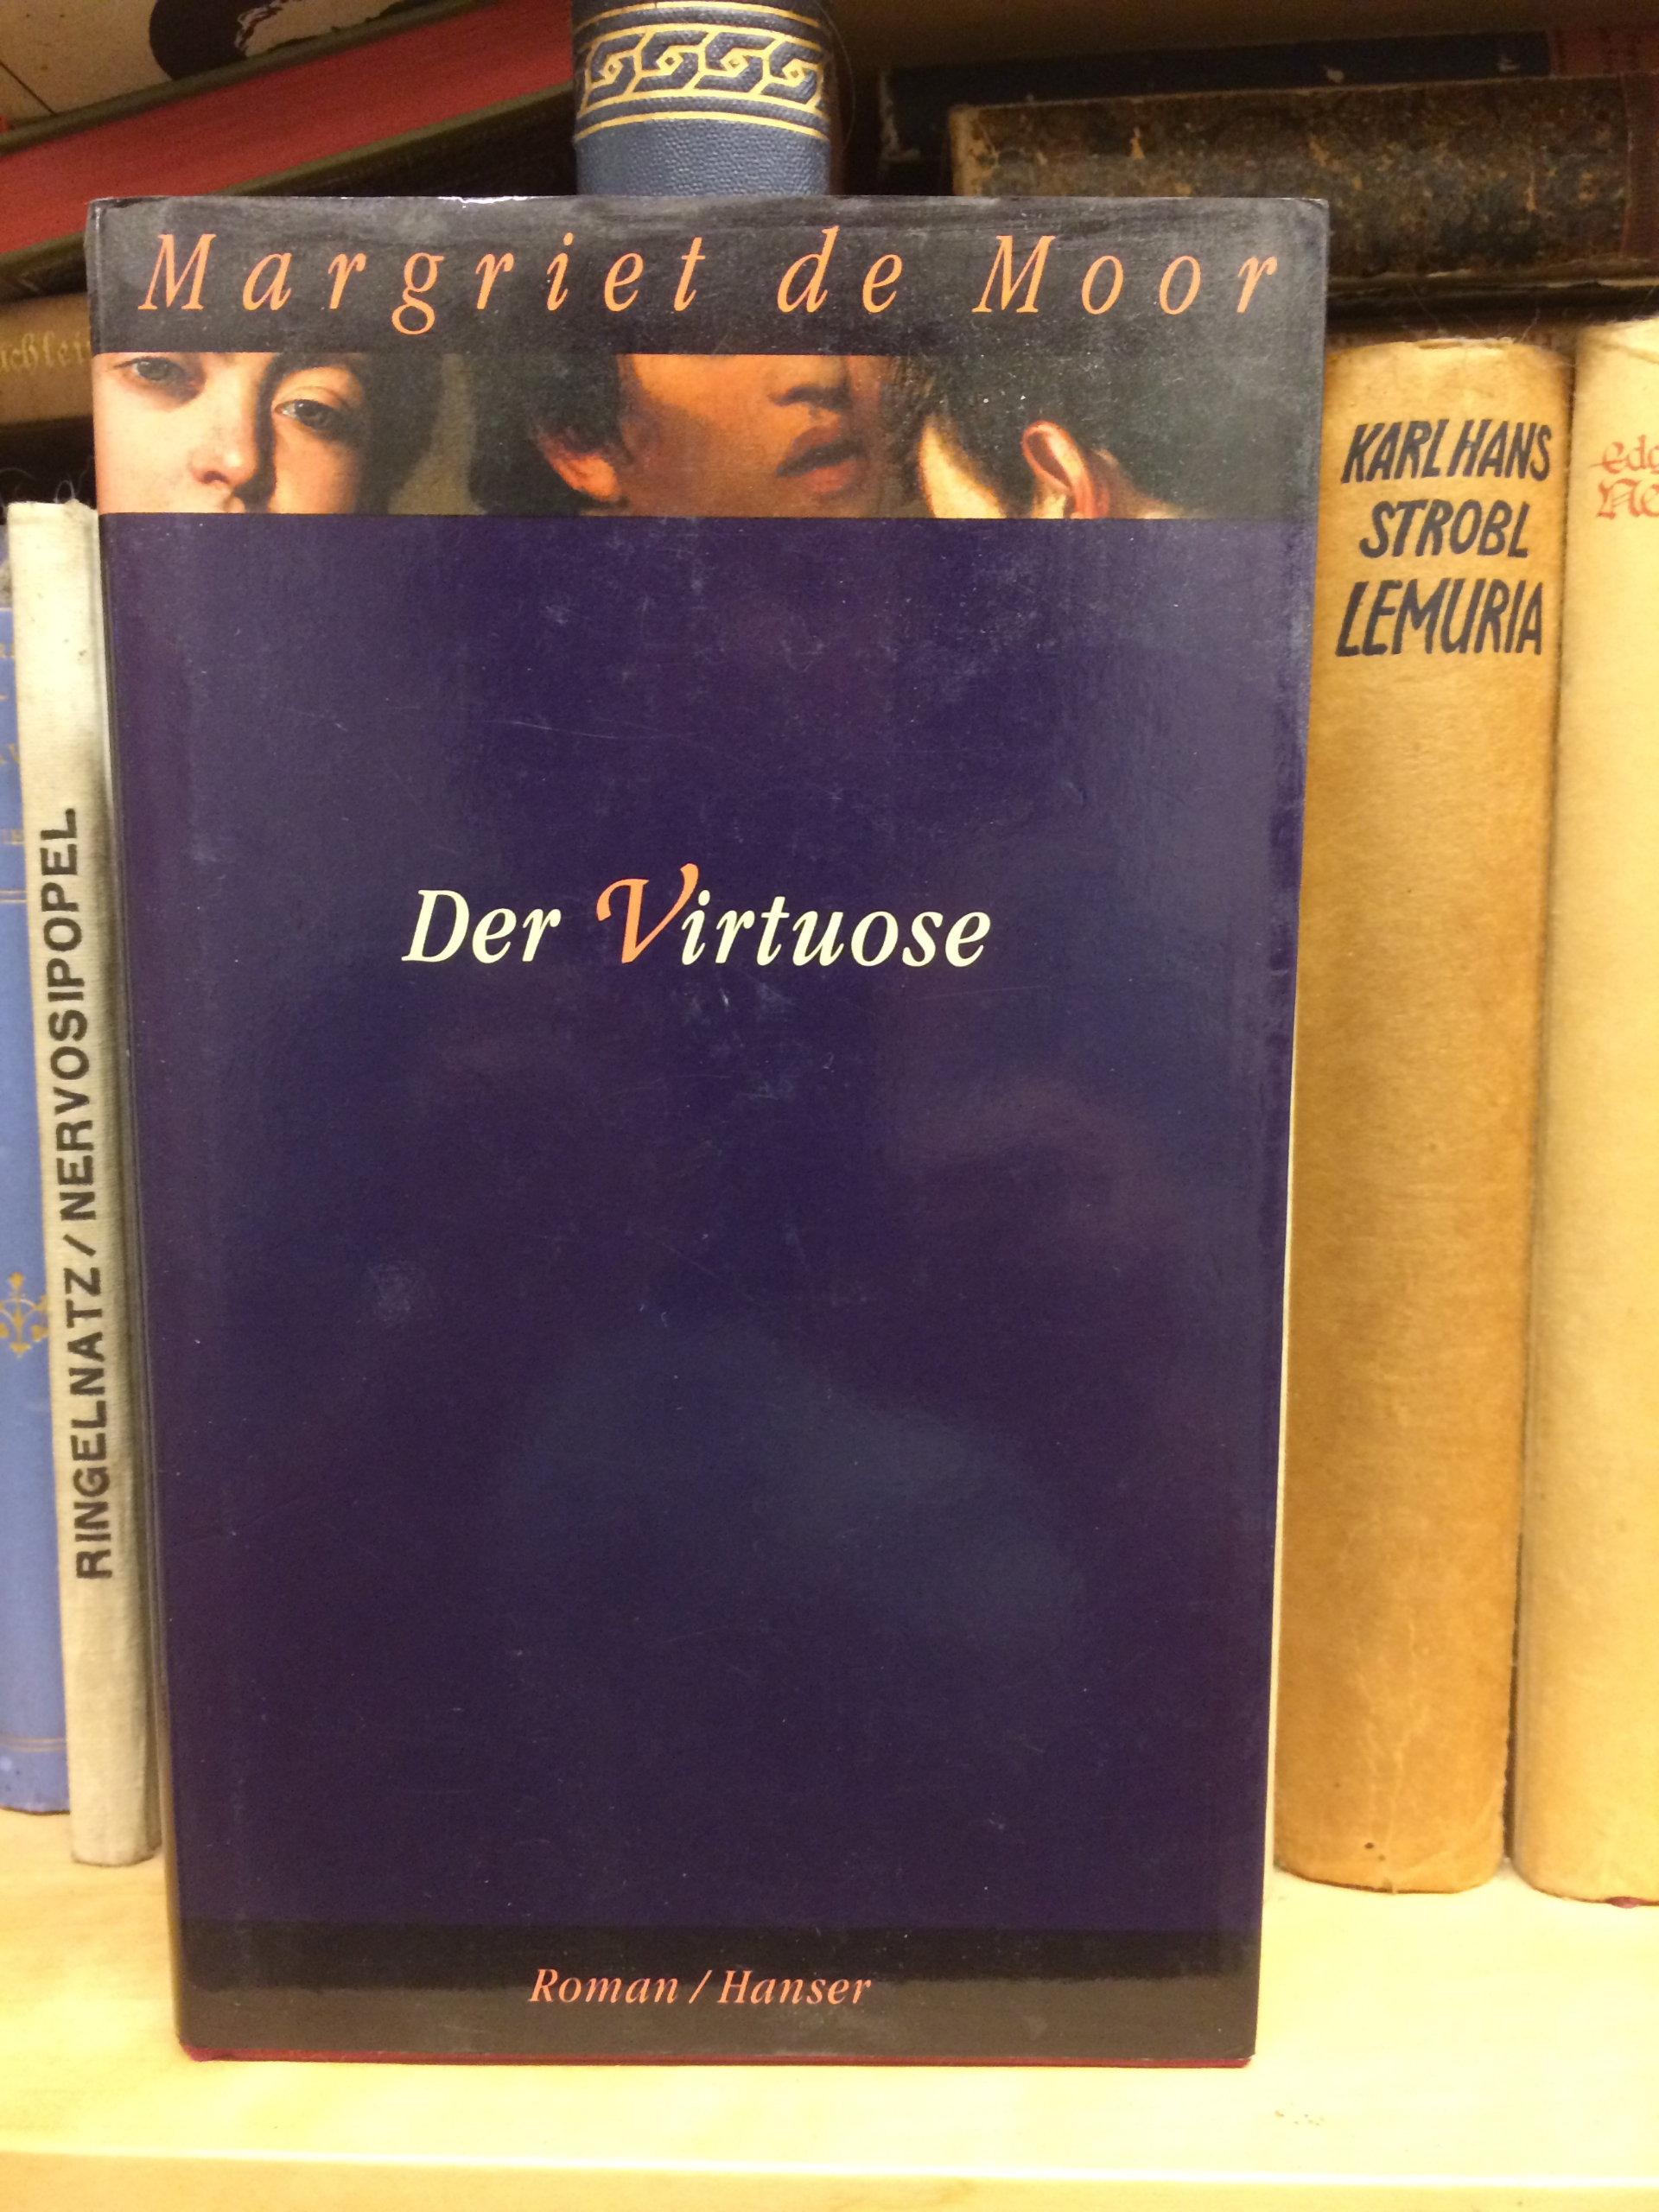 Margriet de Moor
Der Virtuose
Roman / Hanser
RINGELNATZ / NERVOSIPOPEL
KARL HANS
STROBL
LEMURIA